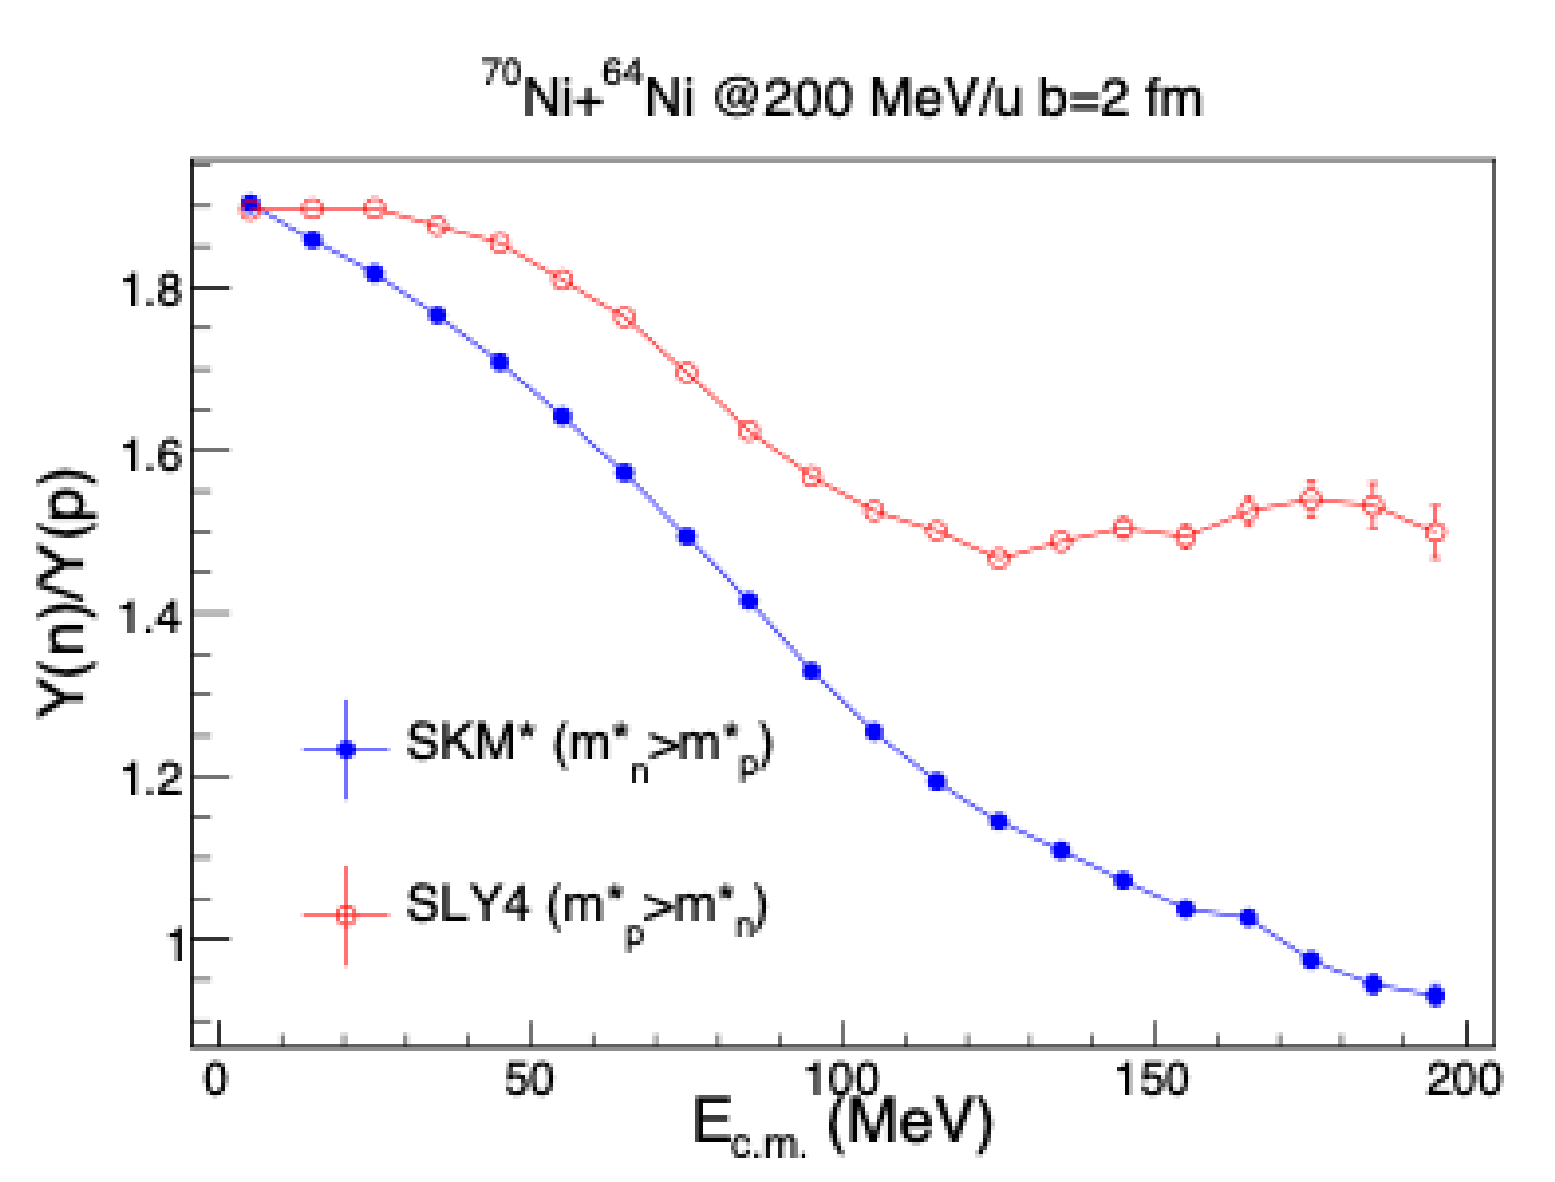 70Ni+64Ni @200 MeV/u b=2 fm
Y(n)/Y(p)
1.8
1.6
1.4
1.2
1
SKM* (m*n>m*p)
SLY4 (m*p>m*n)
0 50 100 150 200
Ec.m. (MeV)